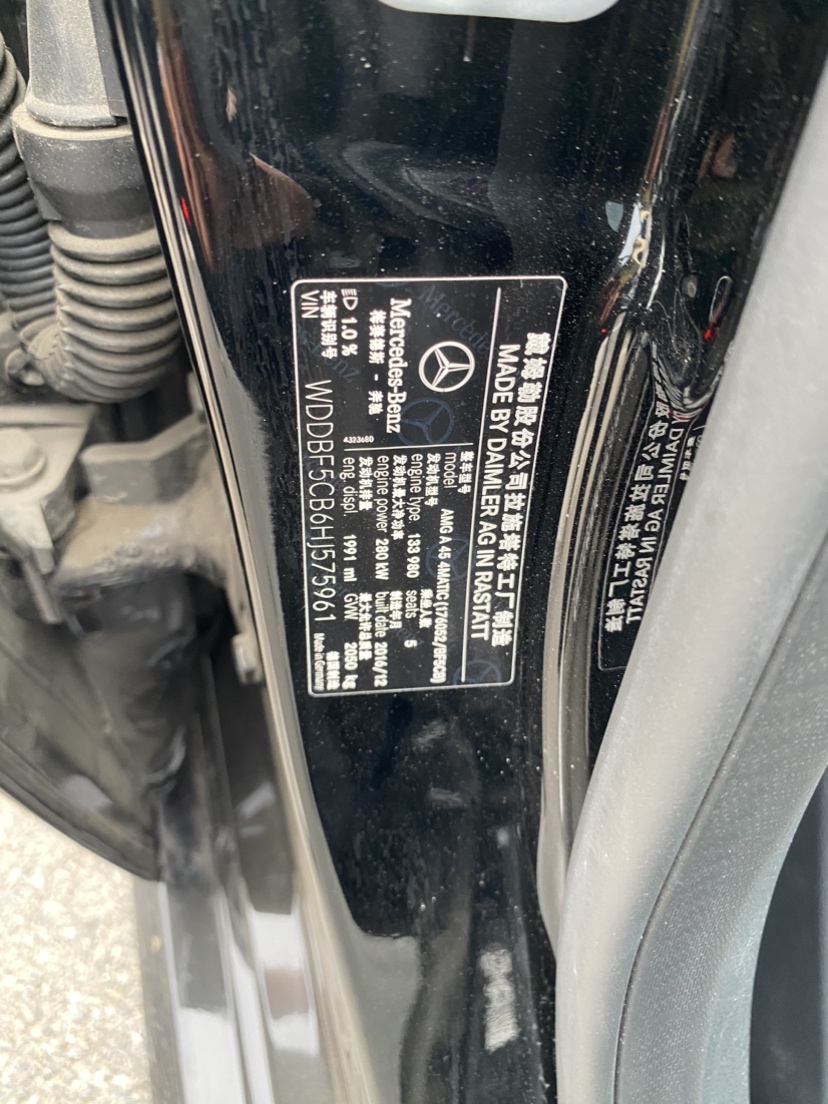 戴姆勒股份公司拉施塔特工厂制造
MADE BY DAIMLER AG IN RASTATT
Mercedes-Benz
梅赛德斯 - 奔驰
4323680
整车型号
model AMG A 45 4MATIC (176052/BF5CB)
发动机型号 乘坐人数
engine type 133 980 seats 5
发动机最大净功率 制造年月
engine power 280 kW built date 2016/12
发动机排量 最大允许总质量
eng. displ. 1991 ml GVW 2050 kg
1.0 %
车辆识别号
VIN WDDBF5CB6HJ575961
德国制造
Made in Germany